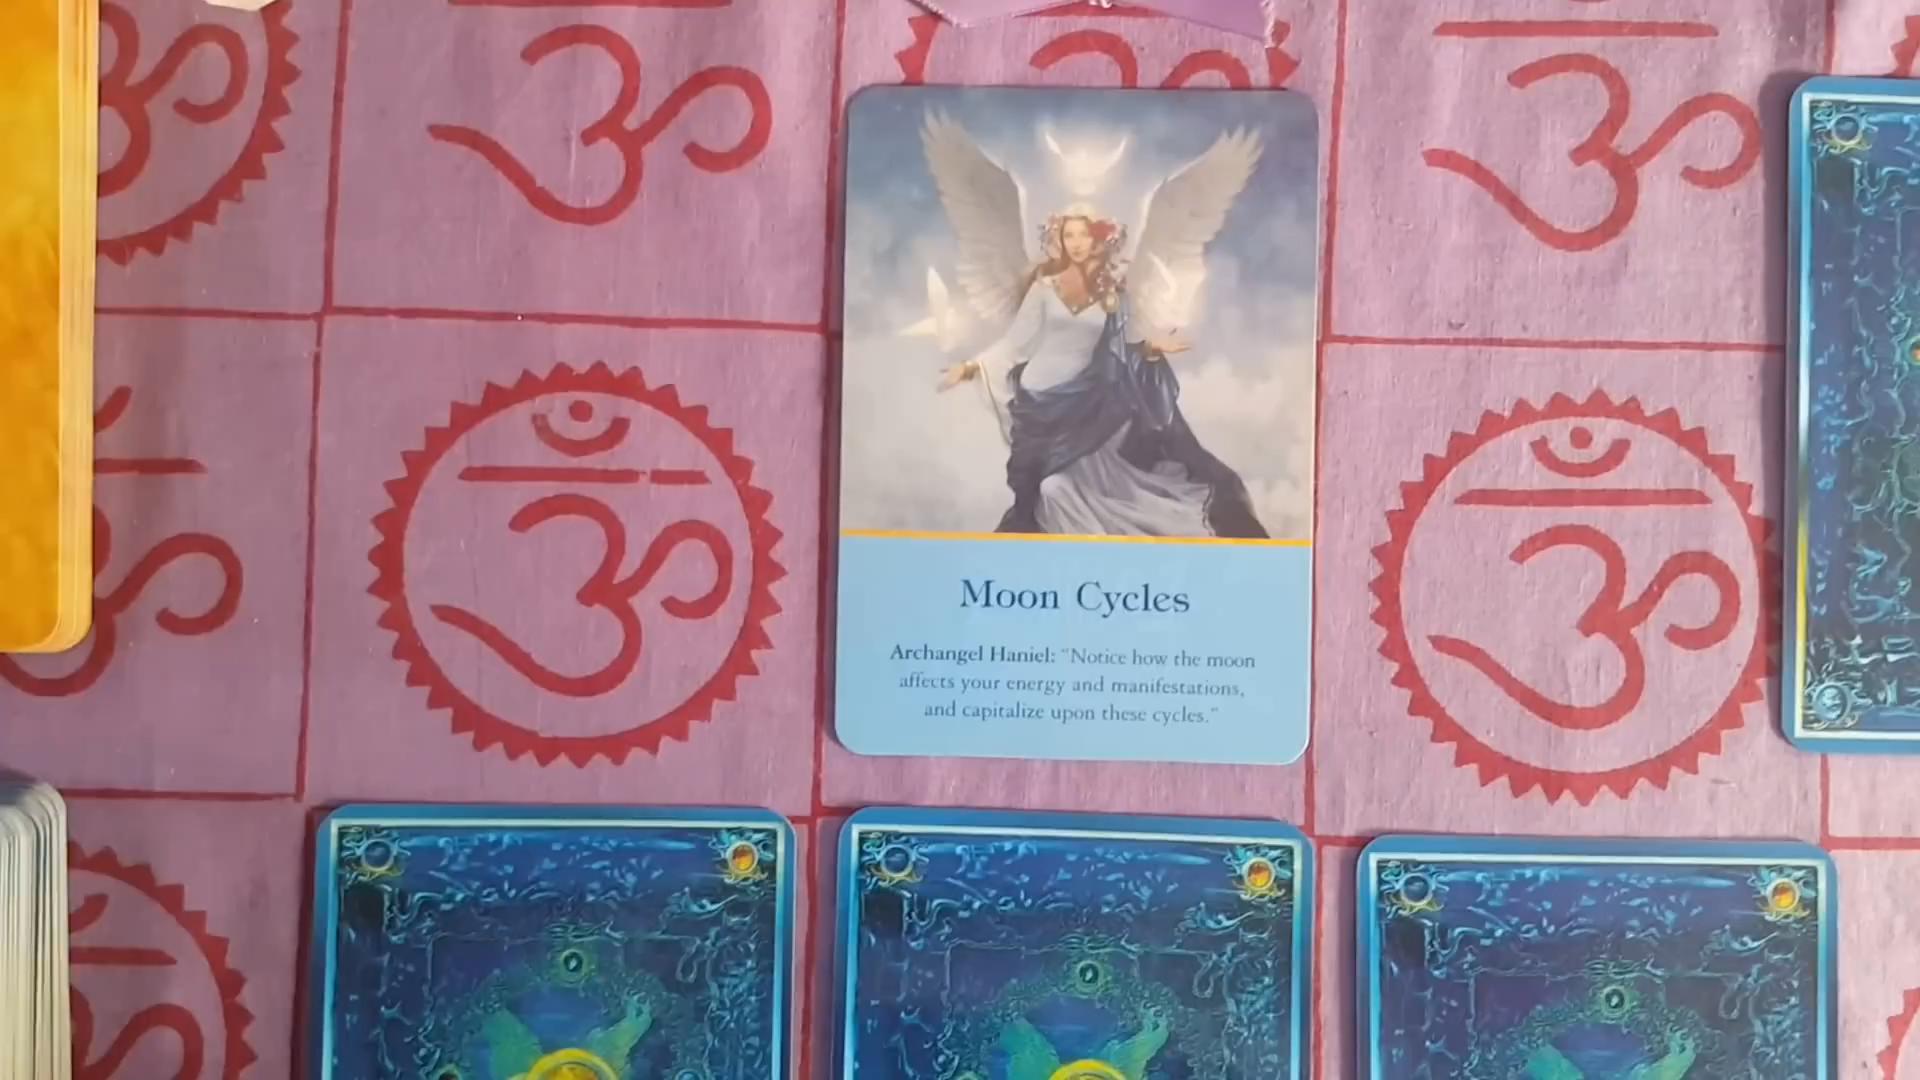 Moon Cycles
Archangel Haniel: "Notice how the moon
affects your energy and manifestations,
and capitalize upon these cycles."